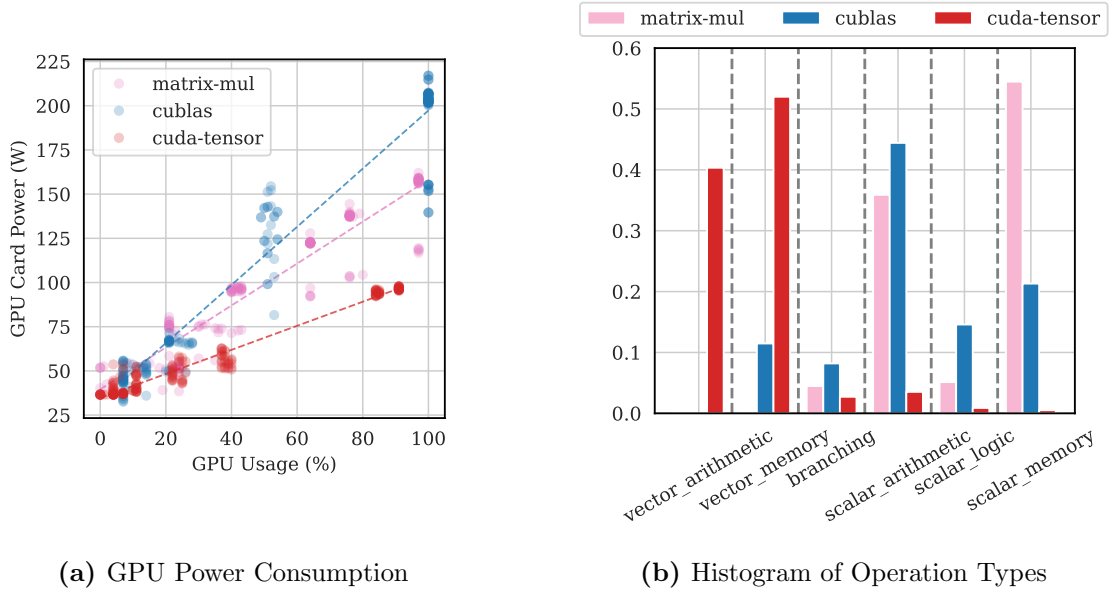 225
200
175
150
125
100
75
50
25
GPU Card Power (W)
matrix-mul
cublas
cuda-tensor
0 20 40 60 80 100
GPU Usage (%)
(a) GPU Power Consumption
matrix-mul cublas cuda-tensor
0.6
0.5
0.4
0.3
0.2
0.1
0.0
vector_arithmetic
vector_memory
branching
scalar_arithmetic
scalar_logic
scalar_memory
(b) Histogram of Operation Types